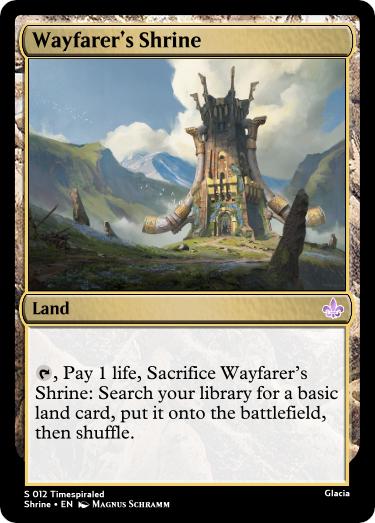 Wayfarer's Shrine
Land
, Pay 1 life, Sacrifice Wayfarer's
Shrine: Search your library for a basic
land card, put it onto the battlefield,
then shuffle.
S 012 Timespiraled
Glacia
Shrine • EN Magnus Schramm